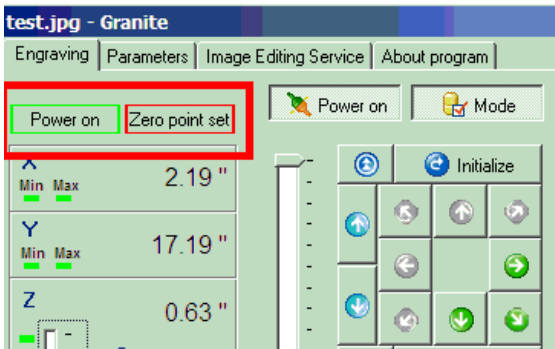 test.jpg - Granite
Engraving Parameters Image Editing Service About program
Power on Zero point set Power on Mode
X 2.19 " Initialize
Min Max
Y 17.19 "
Min Max
Z 0.63 "